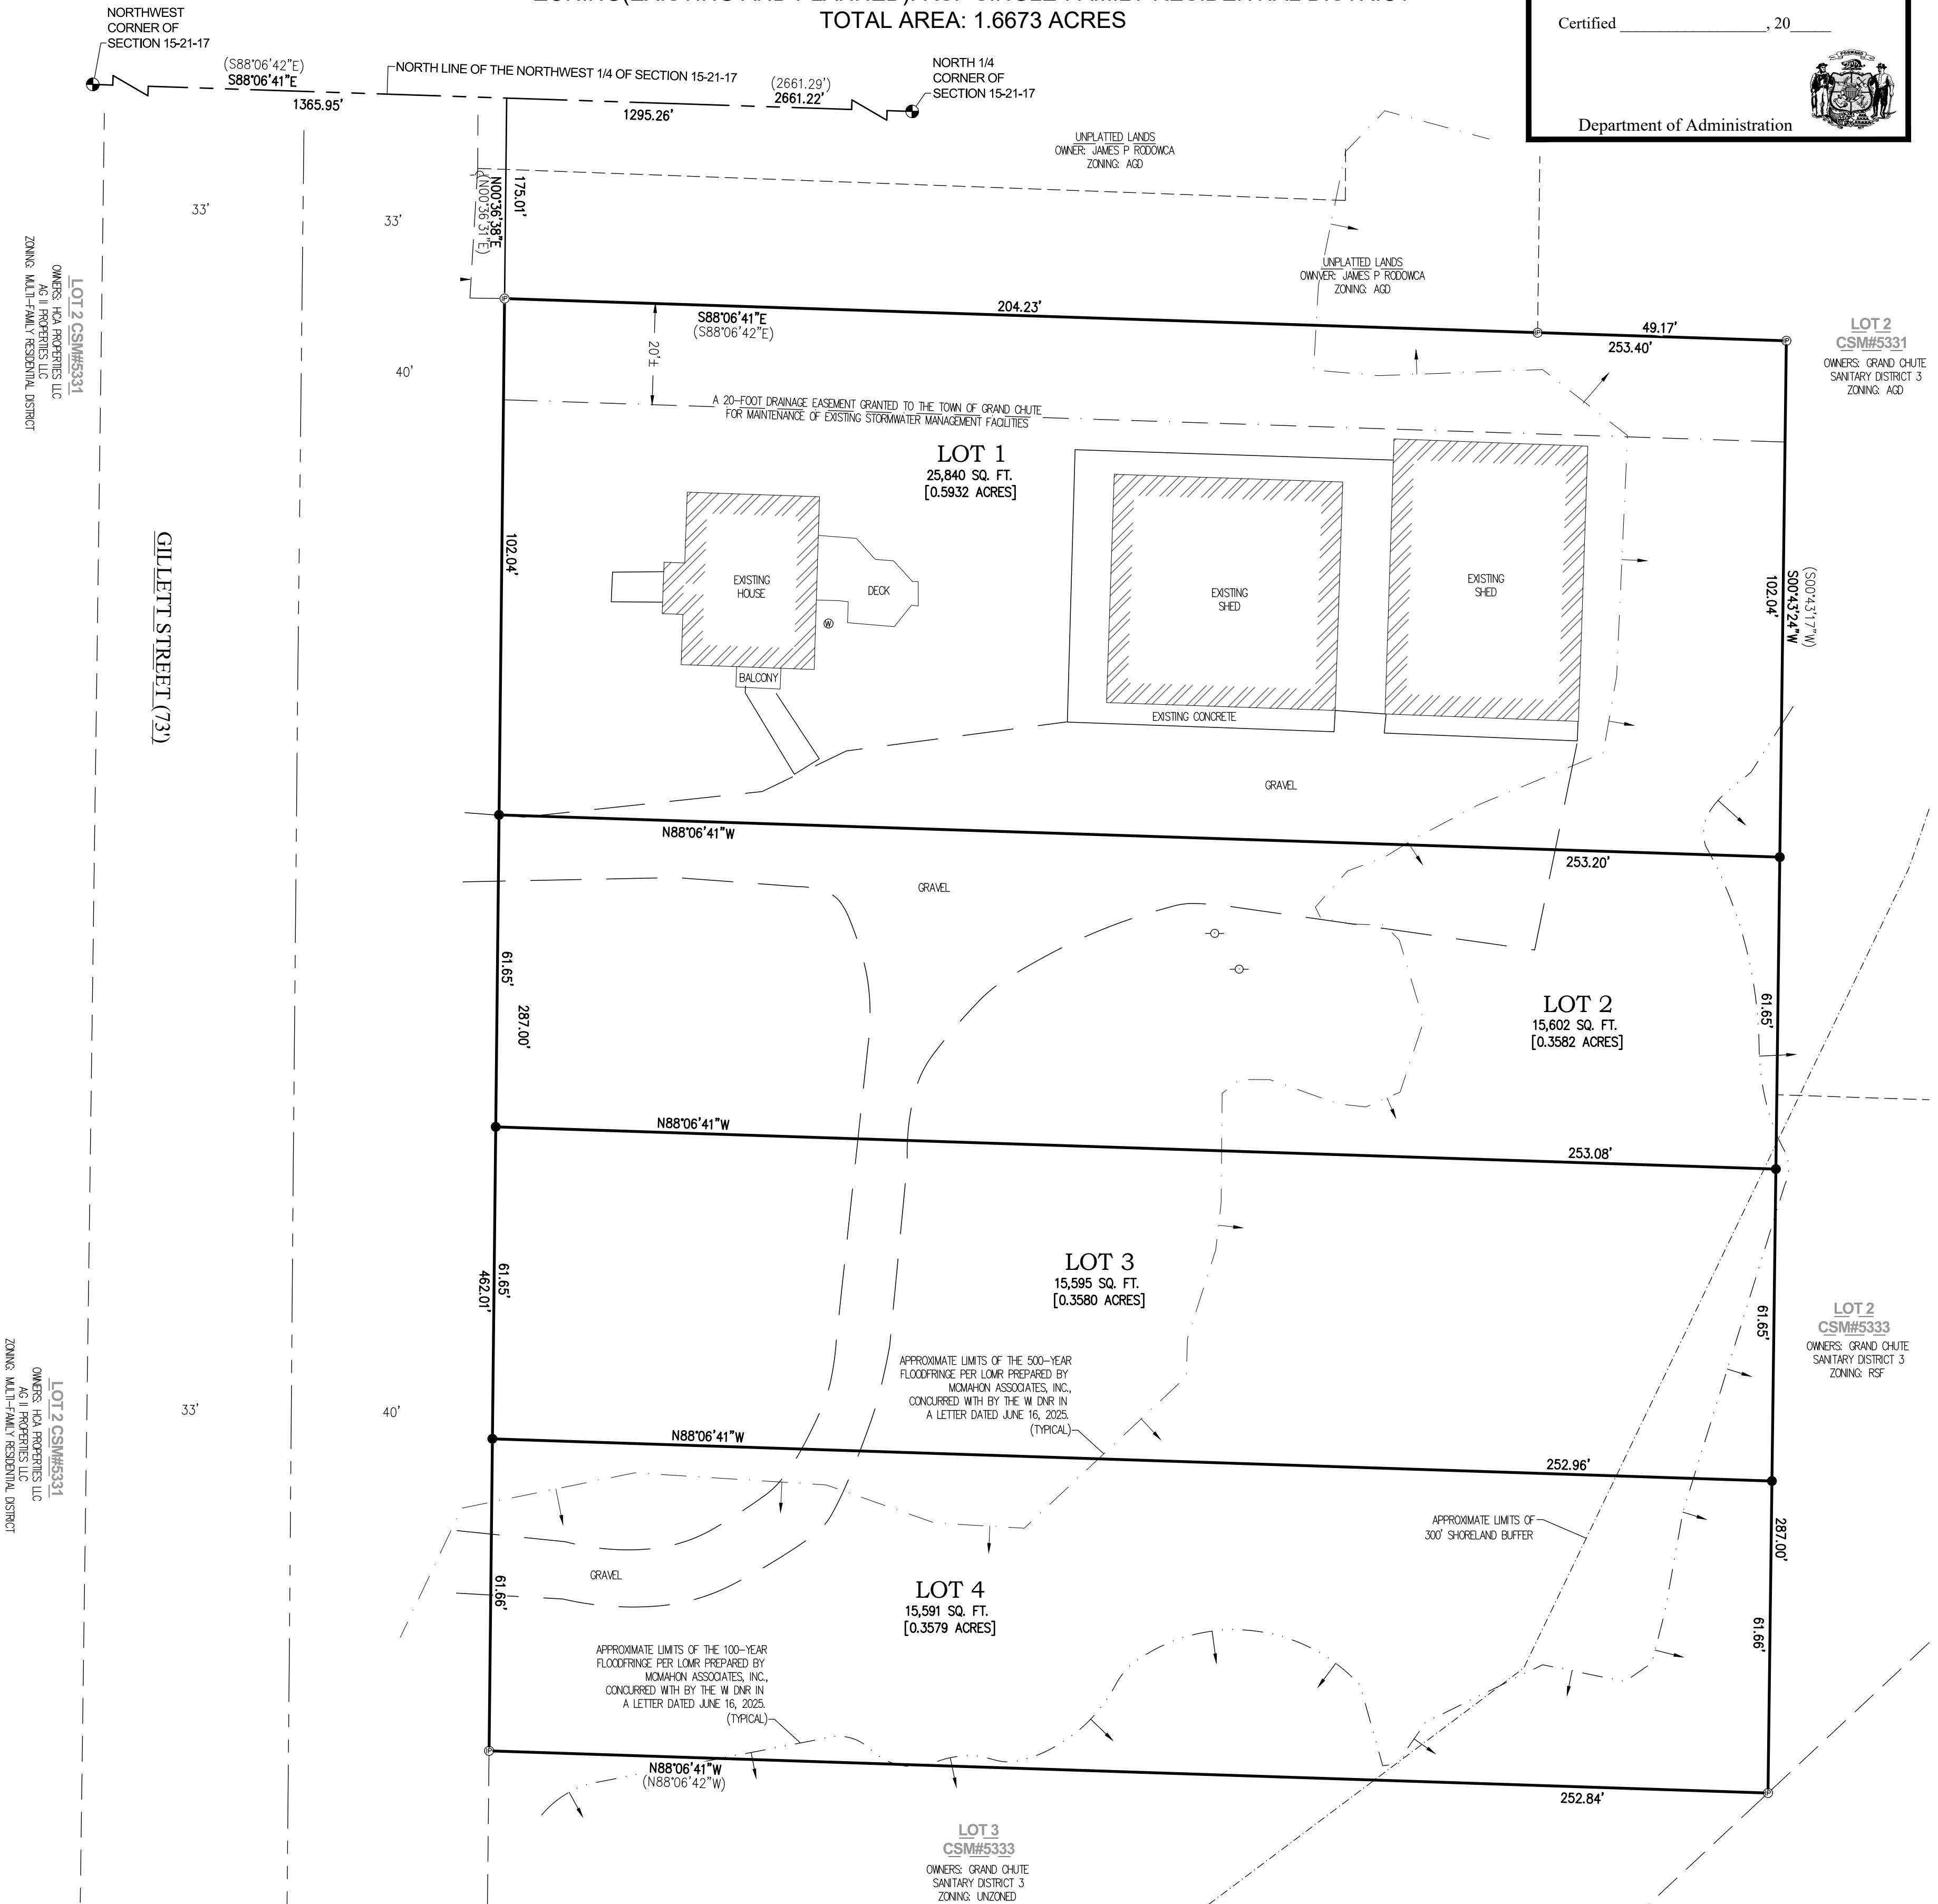 TOTAL AREA: 1.6673 ACRES
Certified ________________, 20_____
Department of Administration
FORWARD
NORTHWEST
CORNER OF
SECTION 15-21-17
(S88°06'42"E)
S88°06'41"E
1365.95'
NORTH LINE OF THE NORTHWEST 1/4 OF SECTION 15-21-17
(2661.29')
2661.22'
1295.26'
NORTH 1/4
CORNER OF
SECTION 15-21-17
UNPLATTED LANDS
OWNER: JAMES P RODOWCA
ZONING: AGD
175.01'
N00°36'38"E
(N00°36'31"E)
33'
33'
UNPLATTED LANDS
OWNVER: JAMES P RODOWCA
ZONING: AGD
LOT 2 CSM#5331
OWNERS: HCA PROPERTIES LLC
AG II PROPERTIES LLC
ZONING: MULTI-FAMILY RESIDENTIAL DISTRICT
204.23'
S88°06'41"E
(S88°06'42"E)
49.17'
253.40'
LOT 2
CSM#5331
OWNERS: GRAND CHUTE
SANITARY DISTRICT 3
ZONING: AGD
20'±
40'
A 20-FOOT DRAINAGE EASEMENT GRANTED TO THE TOWN OF GRAND CHUTE
FOR MAINTENANCE OF EXISTING STORMWATER MANAGEMENT FACILITIES
LOT 1
25,840 SQ. FT.
[0.5932 ACRES]
GILLETT STREET (73')
102.04'
EXISTING
HOUSE
DECK
W
BALCONY
EXISTING
SHED
EXISTING
SHED
EXISTING CONCRETE
(S00°43'17"W)
S00°43'24"W
102.04'
GRAVEL
N88°06'41"W
253.20'
GRAVEL
61.65'
287.00'
LOT 2
15,602 SQ. FT.
[0.3582 ACRES]
61.65'
N88°06'41"W
253.08'
LOT 3
15,595 SQ. FT.
[0.3580 ACRES]
61.65'
462.01'
61.65'
LOT 2
CSM#5333
OWNERS: GRAND CHUTE
SANITARY DISTRICT 3
ZONING: RSF
APPROXIMATE LIMITS OF THE 500-YEAR
FLOODFRINGE PER LOMR PREPARED BY
MCMAHON ASSOCIATES, INC.,
CONCURRED WITH BY THE WI DNR IN
A LETTER DATED JUNE 16, 2025.
(TYPICAL)
LOT 2 CSM#5331
OWNERS: HCA PROPERTIES LLC
AG II PROPERTIES LLC
ZONING: MULTI-FAMILY RESIDENTIAL DISTRICT
33'
40'
N88°06'41"W
252.96'
APPROXIMATE LIMITS OF
300' SHORELAND BUFFER
287.00'
GRAVEL
61.66'
LOT 4
15,591 SQ. FT.
[0.3579 ACRES]
61.66'
APPROXIMATE LIMITS OF THE 100-YEAR
FLOODFRINGE PER LOMR PREPARED BY
MCMAHON ASSOCIATES, INC.,
CONCURRED WITH BY THE WI DNR IN
A LETTER DATED JUNE 16, 2025.
(TYPICAL)
N88°06'41"W
(N88°06'42"W)
252.84'
LOT 3
CSM#5333
OWNERS: GRAND CHUTE
SANITARY DISTRICT 3
ZONING: UNZONED